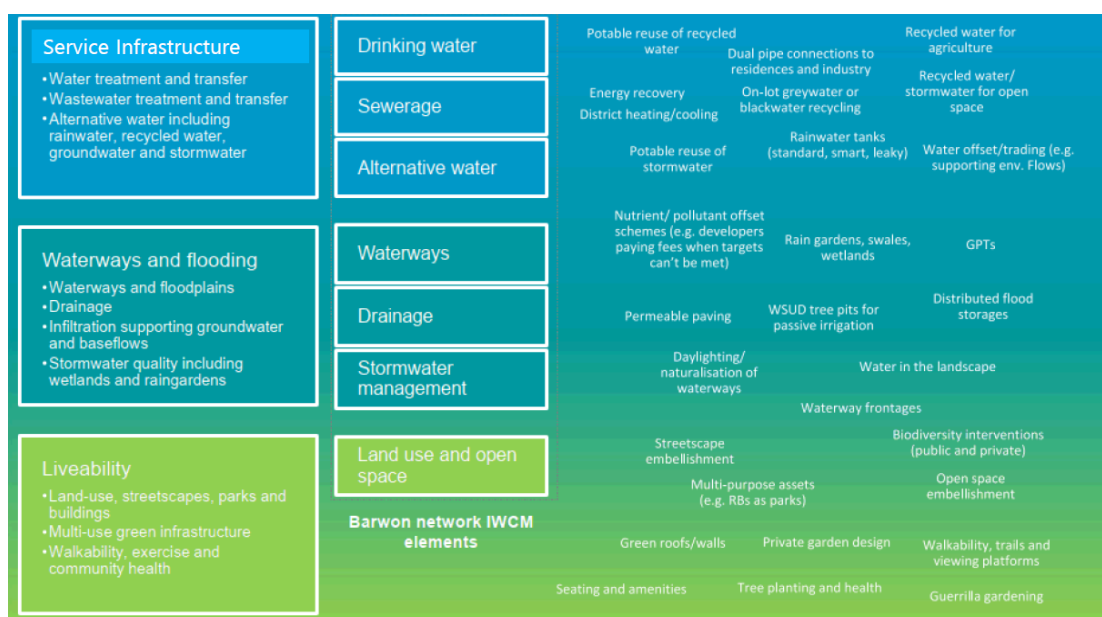 Service Infrastructure
•Water treatment and transfer
•Wastewater treatment and transfer
•Alternative water including
rainwater, recycled water,
groundwater and stormwater
Waterways and flooding
•Waterways and floodplains
•Drainage
•Infiltration supporting groundwater
and baseflows
•Stormwater quality including
wetlands and raingardens
Liveability
•Land-use, streetscapes, parks and
buildings
•Multi-use green infrastructure
•Walkability, exercise and
community health
Drinking water
Sewerage
Alternative water
Waterways
Drainage
Stormwater
management
Land use and open
space
Barwon network IWCM
elements
Potable reuse of recycled
water
Dual pipe connections to
residences and industry
Recycled water for
agriculture
Energy recovery
On-lot greywater or
blackwater recycling
Recycled water/
stormwater for open
space
District heating/cooling
Potable reuse of
stormwater
Rainwater tanks
(standard, smart, leaky)
Water offset/trading (e.g.
supporting env. Flows)
Nutrient/ pollutant offset
schemes (e.g. developers
paying fees when targets
can't be met)
Rain gardens, swales,
wetlands
GPTs
Permeable paving
WSUD tree pits for
passive irrigation
Distributed flood
storages
Daylighting/
naturalisation of
waterways
Water in the landscape
Waterway frontages
Streetscape
embellishment
Biodiversity interventions
(public and private)
Multi-purpose assets
(e.g. RBs as parks)
Open space
embellishment
Green roofs/walls
Private garden design
Walkability, trails and
viewing platforms
Seating and amenities
Tree planting and health
Guerrilla gardening